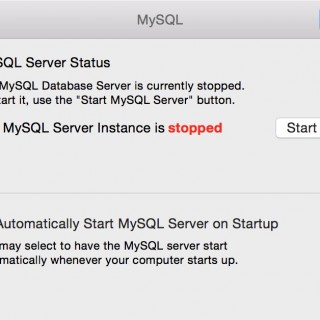 MySQL
SQL Server Status
MySQL Database Server is currently stopped.
art it, use the "Start MySQL Server" button.
MySQL Server Instance is stopped
Start
Automatically Start MySQL Server on Startup
may select to have the MySQL server start
matically whenever your computer starts up.